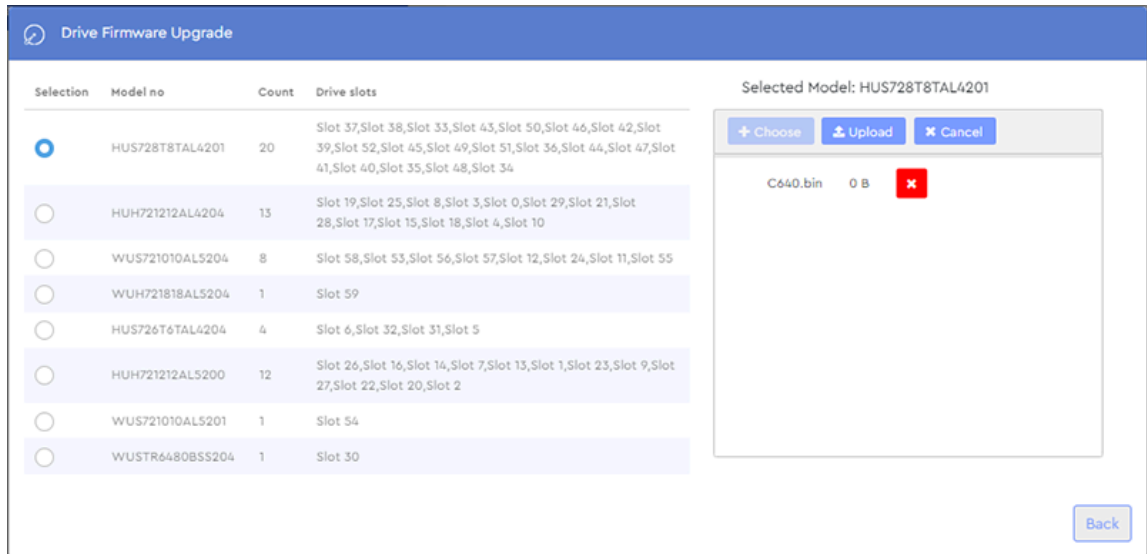 Drive Firmware Upgrade
Selection Model no Count Drive slots
HUS728T8TAL4201 20 Slot 37,Slot 38,Slot 33,Slot 43,Slot 50,Slot 46,Slot 42,Slot
39,Slot 52,Slot 45,Slot 49,Slot 51,Slot 36,Slot 44,Slot 47,Slot
41,Slot 40,Slot 35,Slot 48,Slot 34
HUH721212AL4204 13 Slot 19,Slot 25,Slot 8,Slot 3,Slot 0,Slot 29,Slot 21,Slot
28,Slot 17,Slot 15,Slot 18,Slot 4,Slot 10
WUS721010AL5204 8 Slot 58,Slot 53,Slot 56,Slot 57,Slot 12,Slot 24,Slot 11,Slot 55
WUH721818AL5204 1 Slot 59
HUS726T6TAL4204 4 Slot 6,Slot 32,Slot 31,Slot 5
HUH721212AL5200 12 Slot 26,Slot 16,Slot 14,Slot 7,Slot 13,Slot 1,Slot 23,Slot 9,Slot
27,Slot 22,Slot 20,Slot 2
WUS721010AL5201 1 Slot 54
WUSTR6480BSS204 1 Slot 30
Selected Model: HUS728T8TAL4201
Choose Upload Cancel
C640.bin 0 B
Back